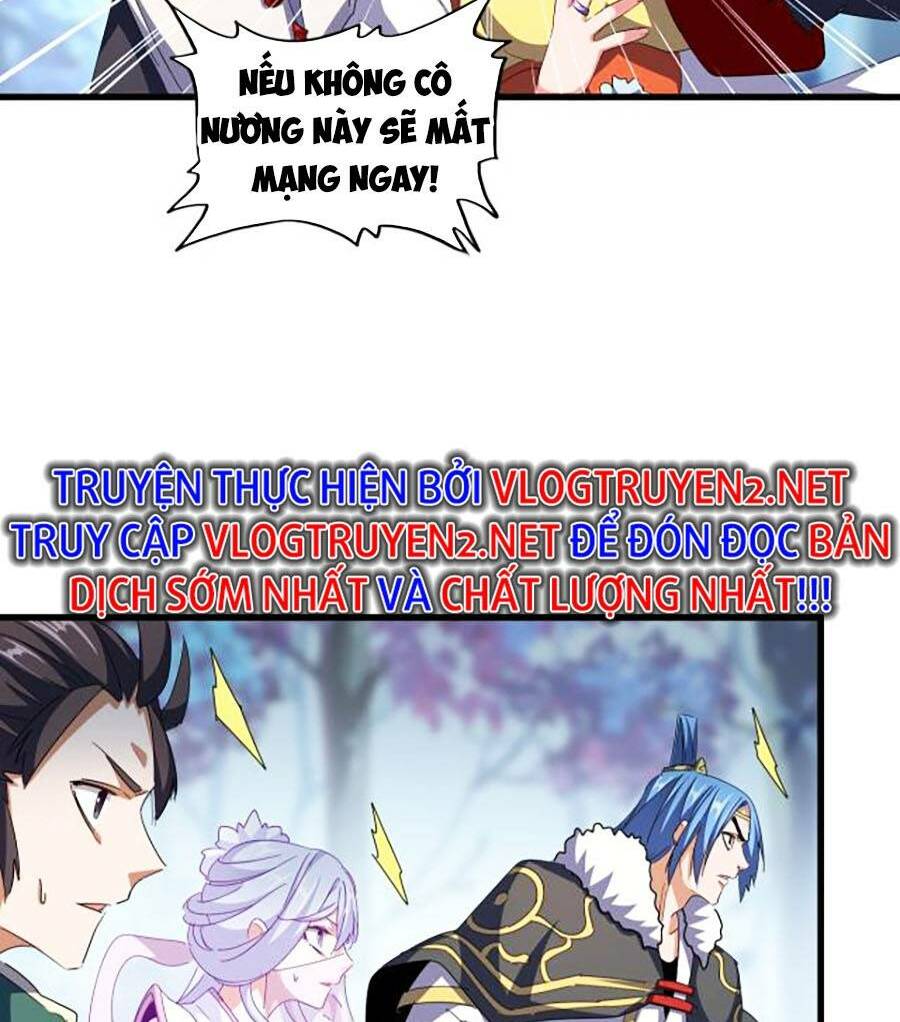 NẾU KHÔNG CÔ
NƯƠNG NÀY SẼ MẤT
MẠNG NGAY!
TRUYỆN THỰC HIỆN BỞI VLOGTRUYEN2.NET
TRUY CẬP VLOGTRUYEN2.NET ĐỂ ĐÓN ĐỌC BẢN
DỊCH SỚM NHẤT VÀ CHẤT LƯỢNG NHẤT!!!